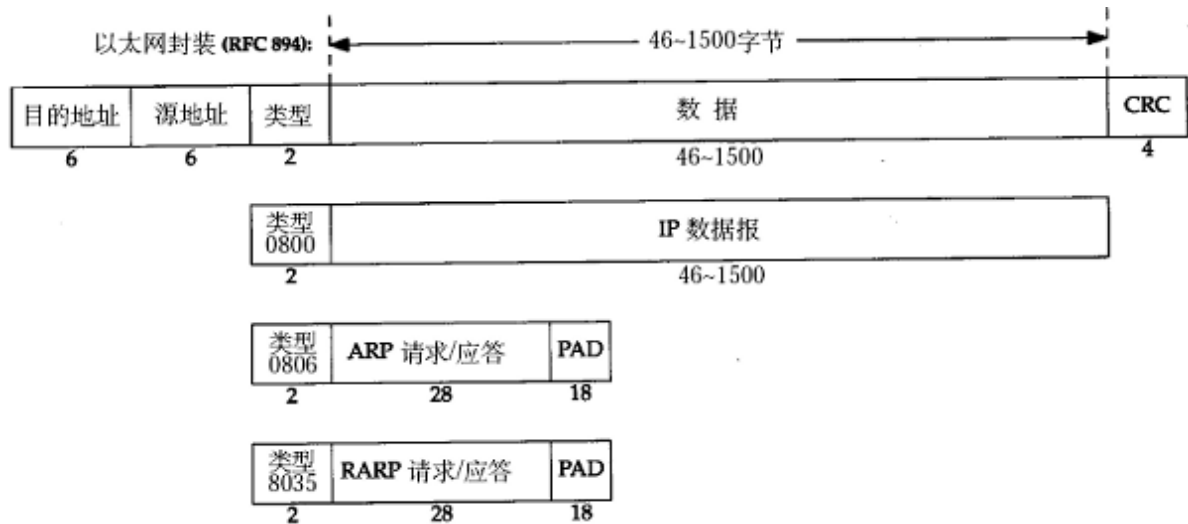 以太网封装 (RFC 894): 46~1500字节
目的地址 源地址 类型 数 据 CRC
6 6 2 46~1500 4
类型 0800 IP 数据报
2 46~1500
类型 0806 ARP 请求/应答 PAD
2 28 18
类型 8035 RARP 请求/应答 PAD
2 28 18